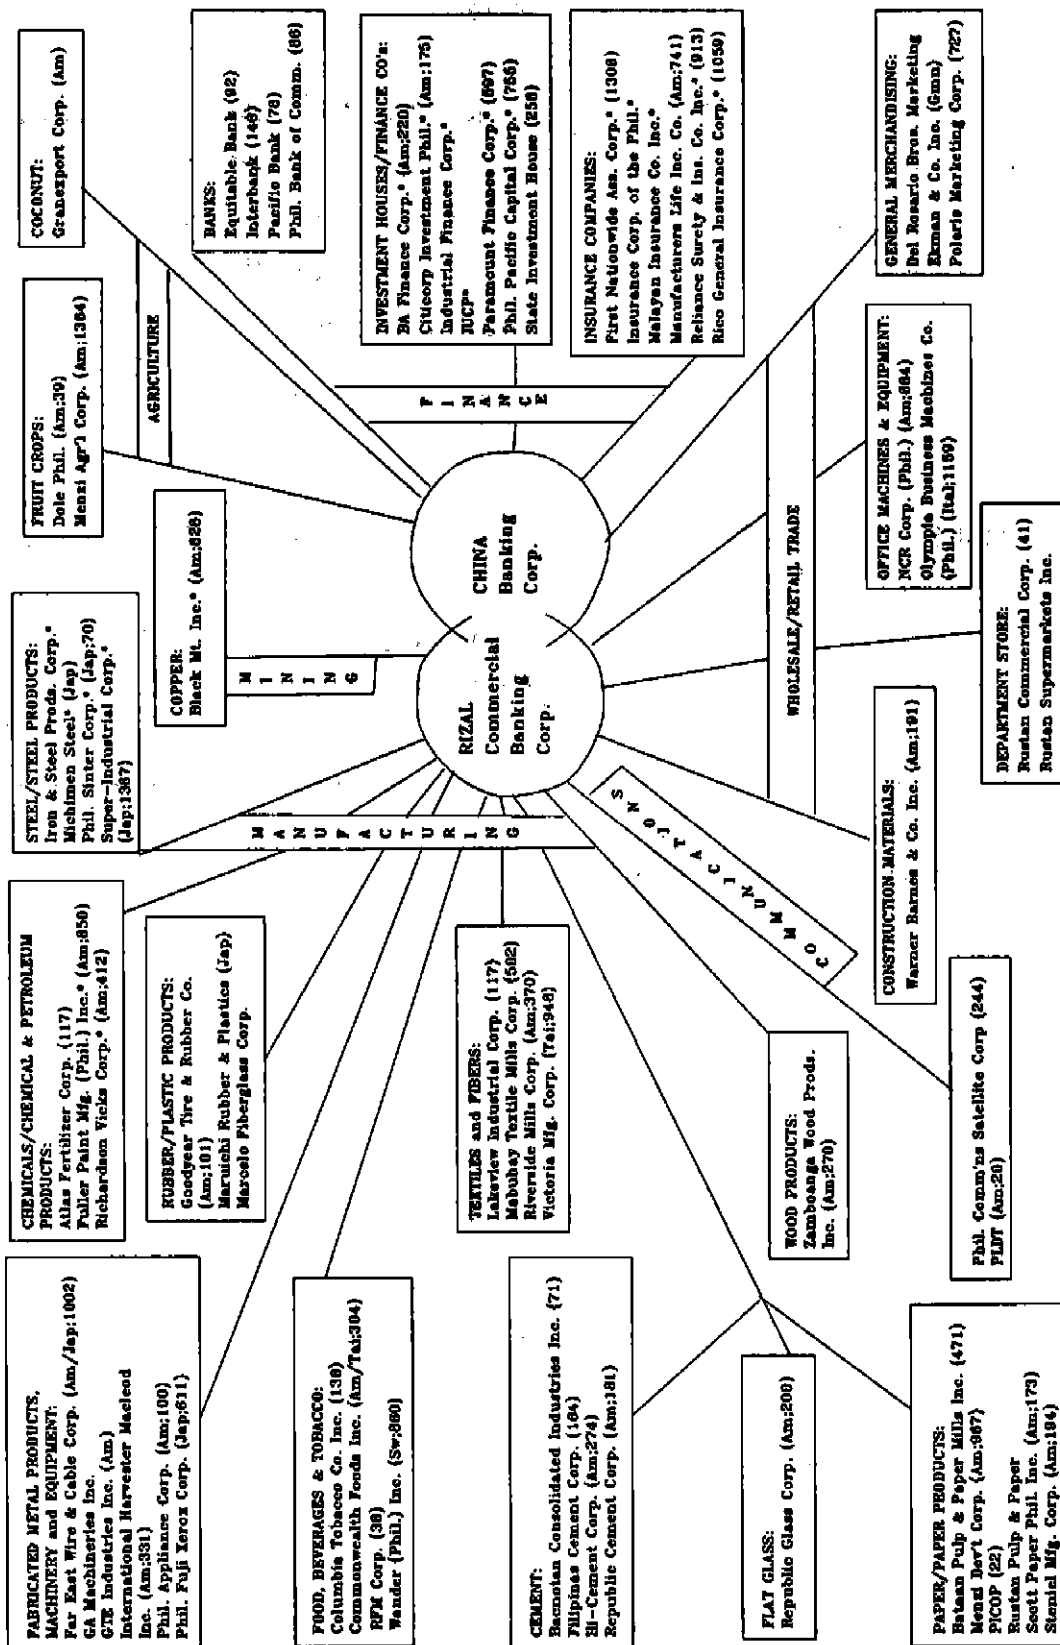 FABRICATED METAL PRODUCTS,
MACHINERY and EQUIPMENT:
Far East Wire & Cable Corp. (Am/Jap;1002)
GA Machineries Inc.
GTE Industries Inc. (Am)
International Harvester Macleod
Inc. (Am;331)
Phil. Appliance Corp. (Am;100)
Phil. Fuji Xerox Corp. (Jap;611)
CHEMICALS/CHEMICAL & PETROLEUM
PRODUCTS:
Atlas Fertilizer Corp. (117)
Fuller Paint Mfg. (Phil.) Inc.* (Am;850)
Richardson Vicks Corp.* (Am;412)
STEEL/STEEL PRODUCTS:
Iron & Steel Prods. Corp.*
Nichimen Steel* (Jap)
Phil. Sinter Corp.* (Jap;70)
Super-Industrial Corp.*
(Jap;1367)
FRUIT CROPS:
Dole Phil. (Am;39)
Menzi Agr'l Corp. (Am;1364)
COCONUT:
Granexport Corp. (Am)
AGRICULTURE
RUBBER/PLASTIC PRODUCTS:
Goodyear Tire & Rubber Co.
(Am;101)
Maruichi Rubber & Plastics (Jap)
Marcelo Fiberglass Corp.
COPPER:
Black Mt. Inc.* (Am;628)
MINING
BANKS:
Equitable Bank (92)
Interbank (146)
Pacific Bank (78)
Phil. Bank of Comm. (86)
FOOD, BEVERAGES & TOBACCO:
Columbia Tobacco Co. Inc. (138)
Commonwealth Foods Inc. (Am/Tai;304)
RFM Corp. (38)
Wander (Phil.) Inc. (Sw;860)
MANUFACTURING
RIZAL
Commercial
Banking
Corp.
CHINA
Banking
Corp.
FINANCE
INVESTMENT HOUSES/FINANCE CO's:
BA Finance Corp.* (Am;220)
Citicorp Investment Phil.* (Am;175)
Industrial Finance Corp.*
IUCP*
Paramount Finance Corp.* (597)
Phil. Pacific Capital Corp.* (766)
State Investment House (258)
TEXTILES and FIBERS:
Lakeview Industrial Corp. (117)
Mabuhay Textile Mills Corp. (502)
Riverside Mills Corp. (Am;370)
Victoria Mfg. Corp. (Tai;948)
INSURANCE COMPANIES:
First Nationwide Ass. Corp.* (1308)
Insurance Corp. of the Phil.*
Malayan Insurance Co. Inc.*
Manufacturers Life Inc. Co. (Am;741)
Reliance Surety & Ins. Co. Inc.* (913)
Rico General Insurance Corp.* (1059)
CEMENT:
Bacnotan Consolidated Industries Inc. (71)
Filipinas Cement Corp. (164)
Hi-Cement Corp. (Am;274)
Republic Cement Corp. (Am;181)
COMMUNICATIONS
FLAT GLASS:
Republic Glass Corp. (Am;200)
WOOD PRODUCTS:
Zamboanga Wood Prods.
Inc. (Am;270)
WHOLESALE/RETAIL TRADE
PAPER/PAPER PRODUCTS:
Bataan Pulp & Paper Mills Inc. (471)
Menzi Dev't Corp. (Am;967)
PICOP (22)
Rustan Pulp & Paper
Scott Paper Phil. Inc. (Am;173)
Steniel Mfg. Corp. (Am;194)
Phil. Comm'ns Satellite Corp (244)
PLDT (Am;20)
CONSTRUCTION MATERIALS:
Warner Barnes & Co. Inc. (Am;191)
OFFICE MACHINES & EQUIPMENT:
NCR Corp. (Phil.) (Am;664)
Olympia Business Machines Co.
(Phil.) (Ital;1159)
GENERAL MERCHANDISING:
Del Rosario Bros. Marketing
Ekman & Co. Inc. (Gmn)
Polaris Marketing Corp. (727)
DEPARTMENT STORE:
Rustan Commercial Corp. (41)
Rustan Supermarkets Inc.